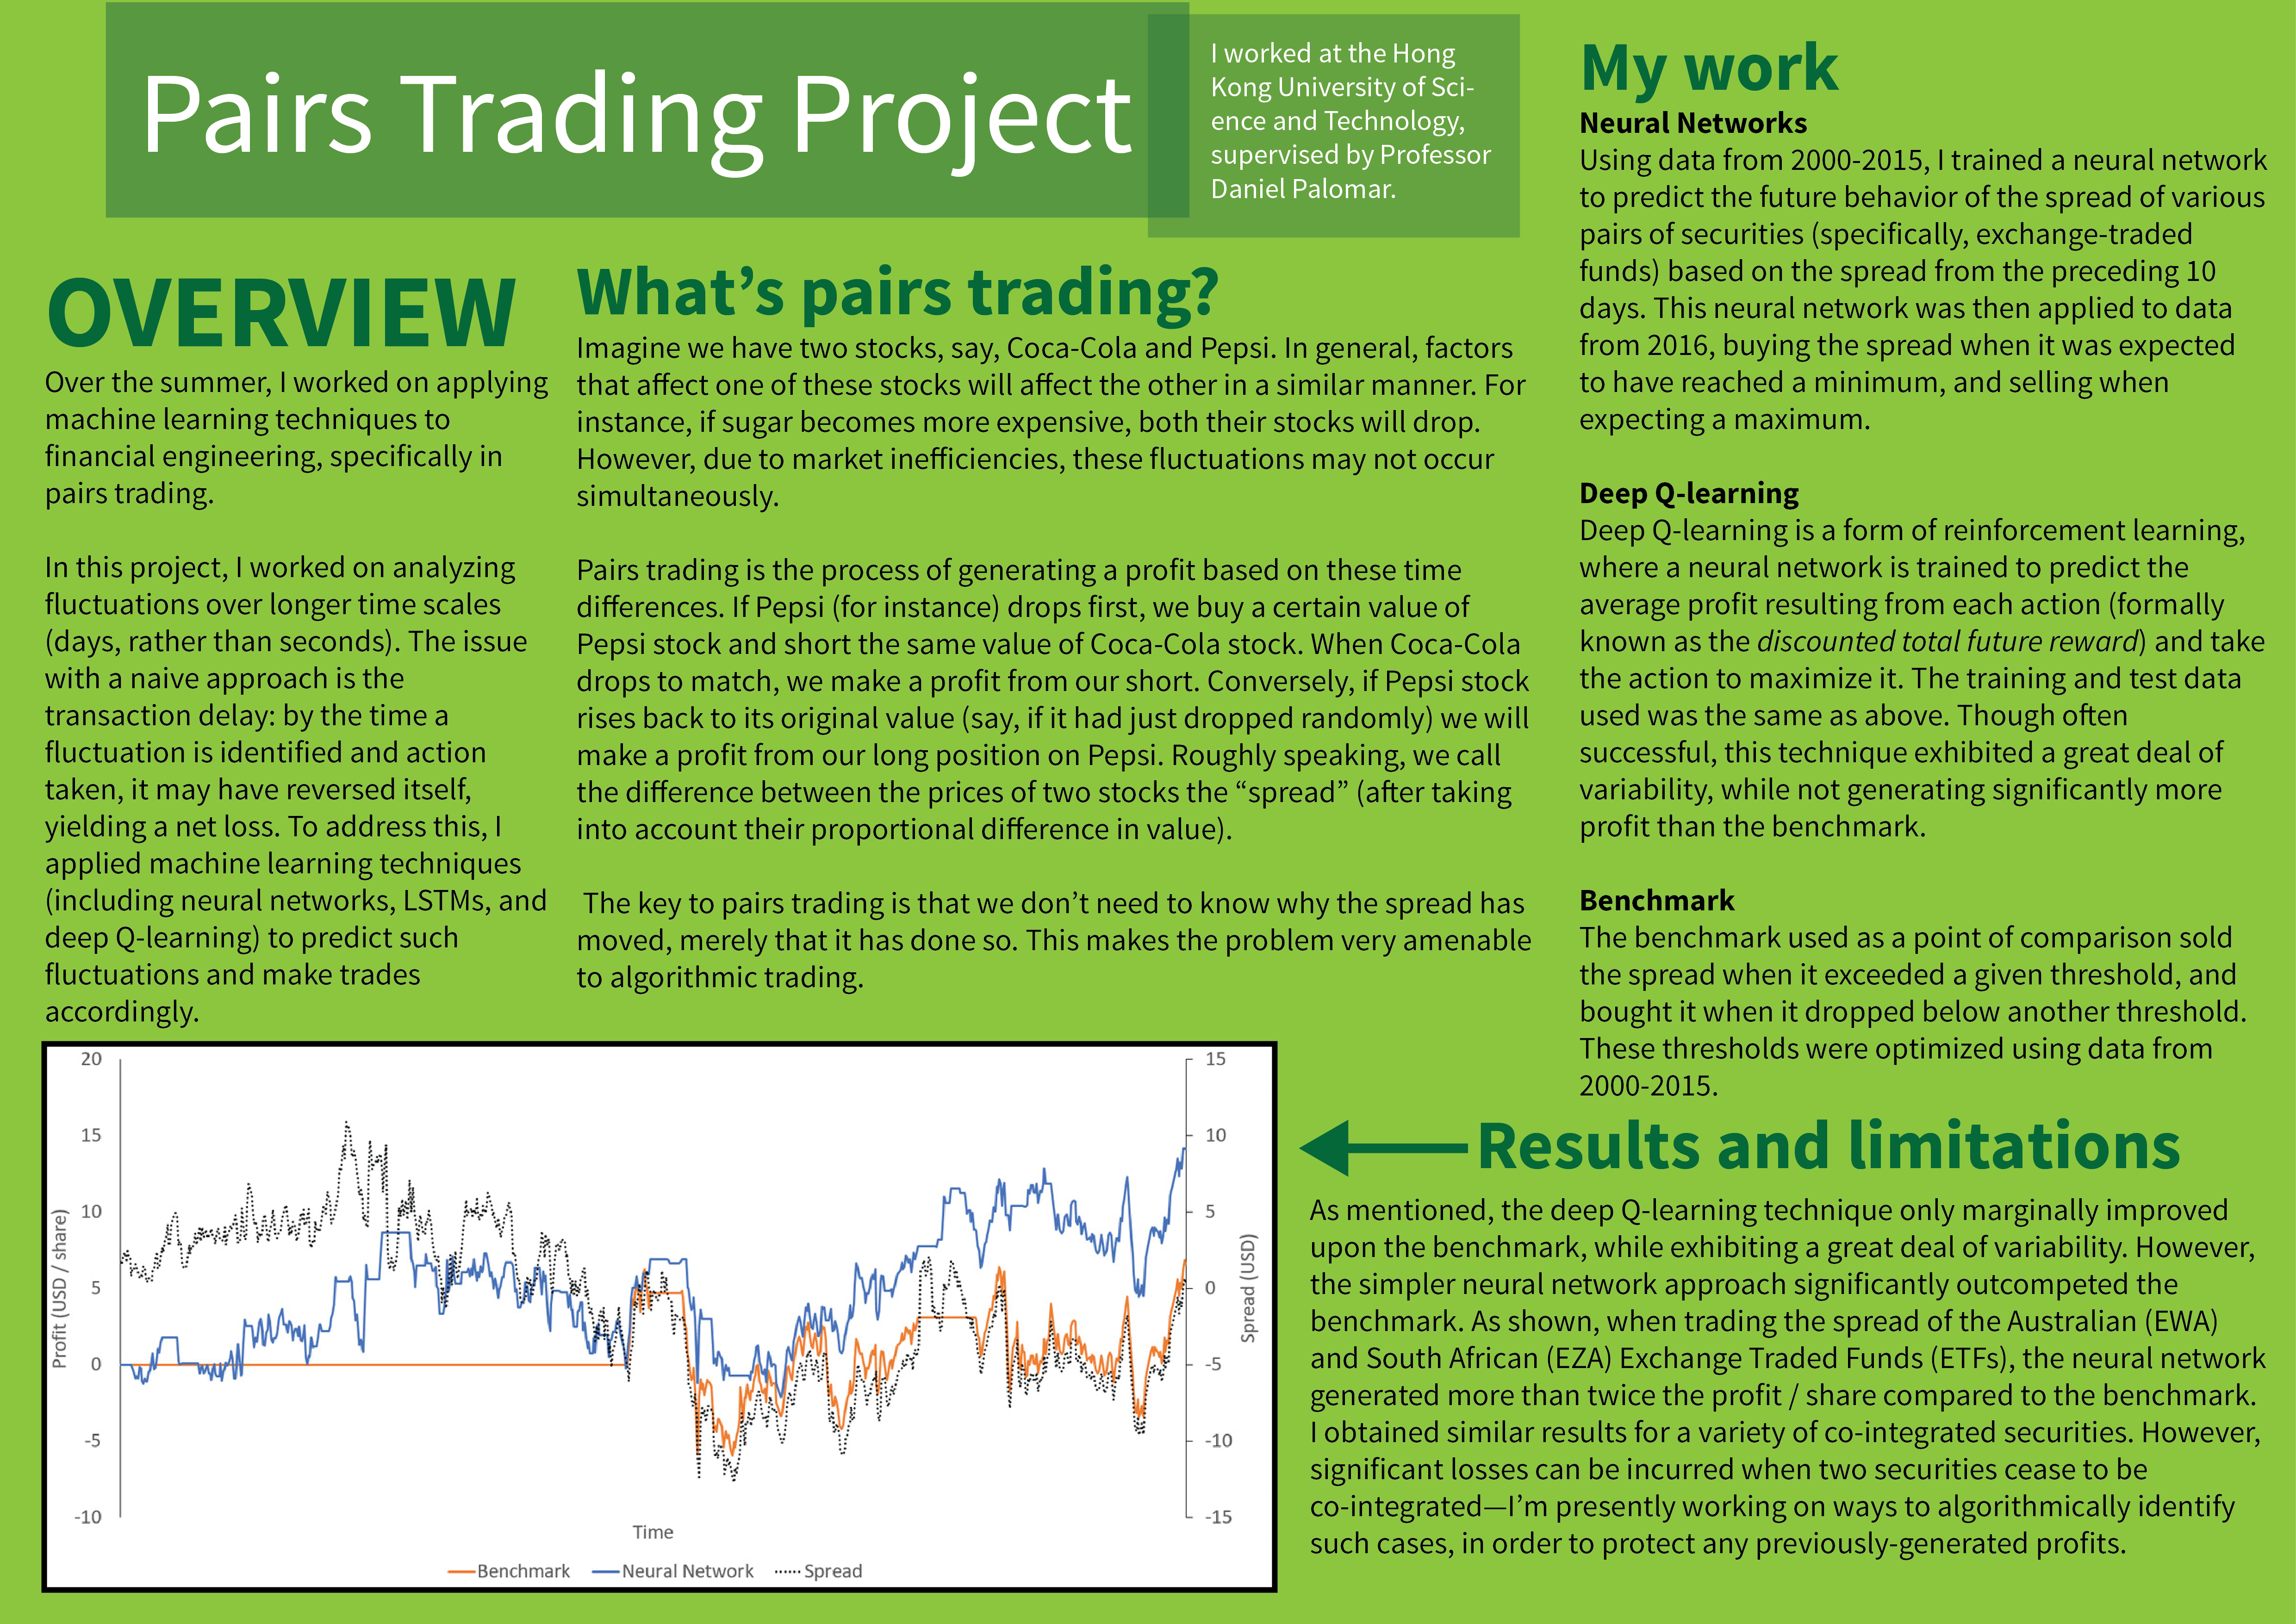 Pairs Trading Project
I worked at the Hong
Kong University of Sci-
ence and Technology,
supervised by Professor
Daniel Palomar.
OVERVIEW
Over the summer, I worked on applying
machine learning techniques to
financial engineering, specifically in
pairs trading.
In this project, I worked on analyzing
fluctuations over longer time scales
(days, rather than seconds). The issue
with a naive approach is the
transaction delay: by the time a
fluctuation is identified and action
taken, it may have reversed itself,
yielding a net loss. To address this, I
applied machine learning techniques
(including neural networks, LSTMs, and
deep Q-learning) to predict such
fluctuations and make trades
accordingly.
What's pairs trading?
Imagine we have two stocks, say, Coca-Cola and Pepsi. In general, factors
that affect one of these stocks will affect the other in a similar manner. For
instance, if sugar becomes more expensive, both their stocks will drop.
However, due to market inefficiencies, these fluctuations may not occur
simultaneously.
Pairs trading is the process of generating a profit based on these time
differences. If Pepsi (for instance) drops first, we buy a certain value of
Pepsi stock and short the same value of Coca-Cola stock. When Coca-Cola
drops to match, we make a profit from our short. Conversely, if Pepsi stock
rises back to its original value (say, if it had just dropped randomly) we will
make a profit from our long position on Pepsi. Roughly speaking, we call
the difference between the prices of two stocks the “spread” (after taking
into account their proportional difference in value).
The key to pairs trading is that we don't need to know why the spread has
moved, merely that it has done so. This makes the problem very amenable
to algorithmic trading.
My work
Neural Networks
Using data from 2000-2015, I trained a neural network
to predict the future behavior of the spread of various
pairs of securities (specifically, exchange-traded
funds) based on the spread from the preceding 10
days. This neural network was then applied to data
from 2016, buying the spread when it was expected
to have reached a minimum, and selling when
expecting a maximum.
Deep Q-learning
Deep Q-learning is a form of reinforcement learning,
where a neural network is trained to predict the
average profit resulting from each action (formally
known as the discounted total future reward) and take
the action to maximize it. The training and test data
used was the same as above. Though often
successful, this technique exhibited a great deal of
variability, while not generating significantly more
profit than the benchmark.
Benchmark
The benchmark used as a point of comparison sold
the spread when it exceeded a given threshold, and
bought it when it dropped below another threshold.
These thresholds were optimized using data from
2000-2015.
Results and limitations
As mentioned, the deep Q-learning technique only marginally improved
upon the benchmark, while exhibiting a great deal of variability. However,
the simpler neural network approach significantly outcompeted the
benchmark. As shown, when trading the spread of the Australian (EWA)
and South African (EZA) Exchange Traded Funds (ETFs), the neural network
generated more than twice the profit / share compared to the benchmark.
I obtained similar results for a variety of co-integrated securities. However,
significant losses can be incurred when two securities cease to be
co-integrated—I'm presently working on ways to algorithmically identify
such cases, in order to protect any previously-generated profits.
Profit (USD / share)
20
15
10
5
0
-5
-10
15
10
5
0
-5
-10
-15
Spread (USD)
Time
Benchmark Neural Network Spread